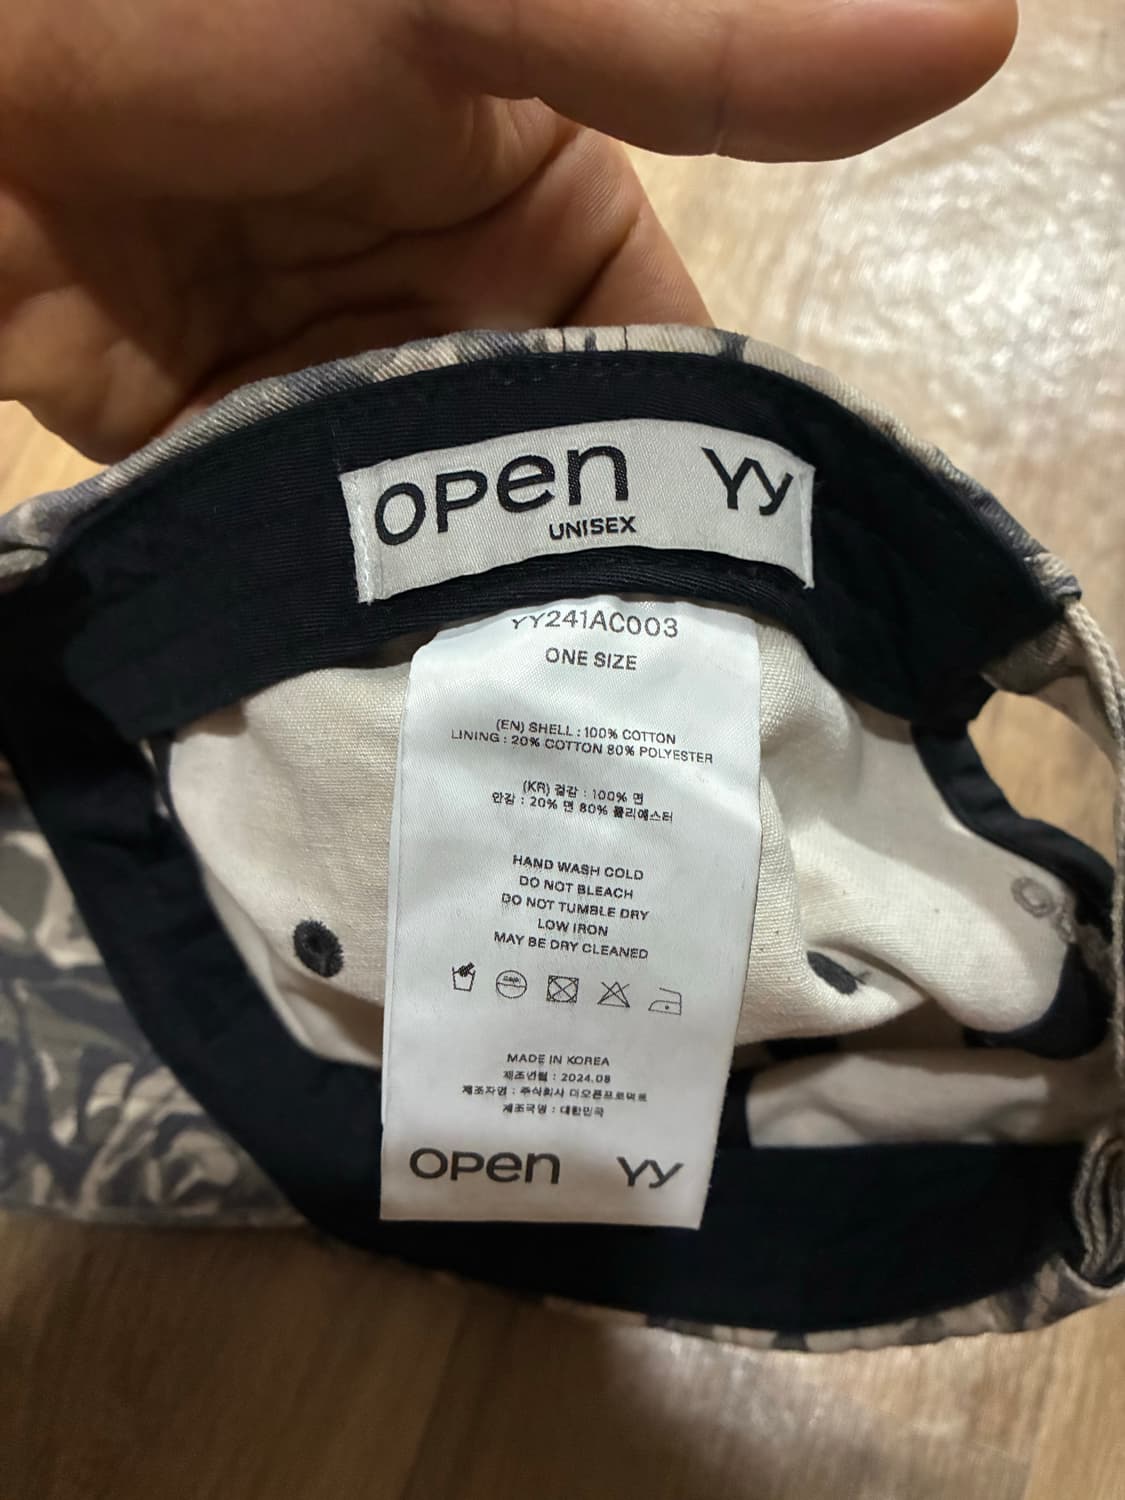 open YY
UNISEX
YY241AC003
ONE SIZE
(EN) SHELL : 100% COTTON
LINING : 20% COTTON 80% POLYESTER
(KR) 겉감 : 100% 면
안감 : 20% 면 80% 폴리에스터
HAND WASH COLD
DO NOT BLEACH
DO NOT TUMBLE DRY
LOW IRON
MAY BE DRY CLEANED
MADE IN KOREA
제조년월 : 2024.08
제조자명 : 주식회사 더오픈프로덕트
제조국명 : 대한민국
open YY